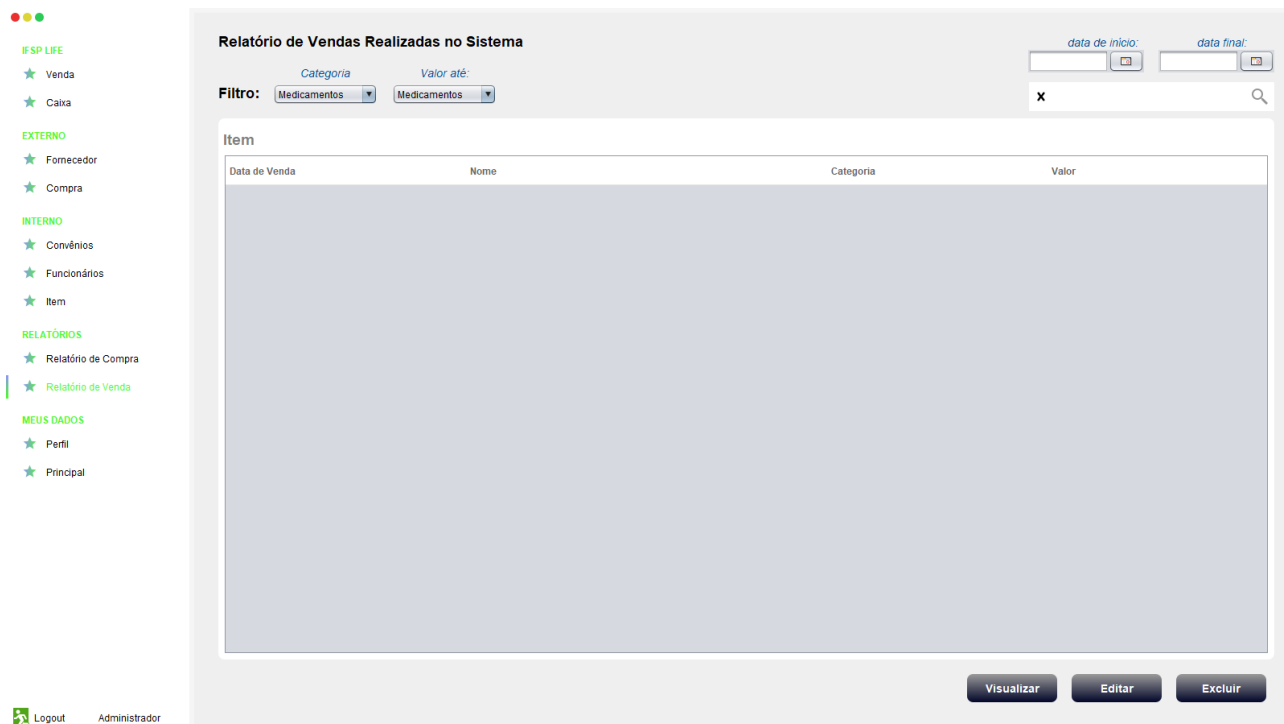 IFSP LIFE
Venda
Caixa
EXTERNO
Fornecedor
Compra
INTERNO
Convênios
Funcionários
Item
RELATÓRIOS
Relatório de Compra
Relatório de Venda
MEUS DADOS
Perfil
Principal
Logout Administrador
Relatório de Vendas Realizadas no Sistema
data de início: data final:
Categoria Valor até:
Filtro: Medicamentos Medicamentos
x
Item
Data de Venda Nome Categoria Valor
Visualizar Editar Excluir